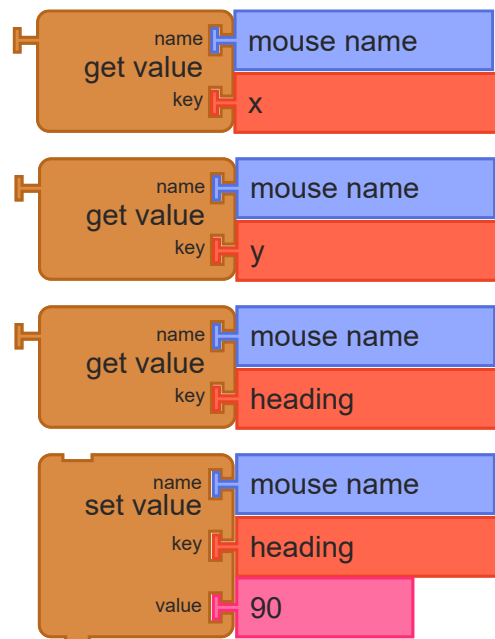 name mouse name
get value
key x
name mouse name
get value
key y
name mouse name
get value
key heading
name mouse name
set value
key heading
value 90